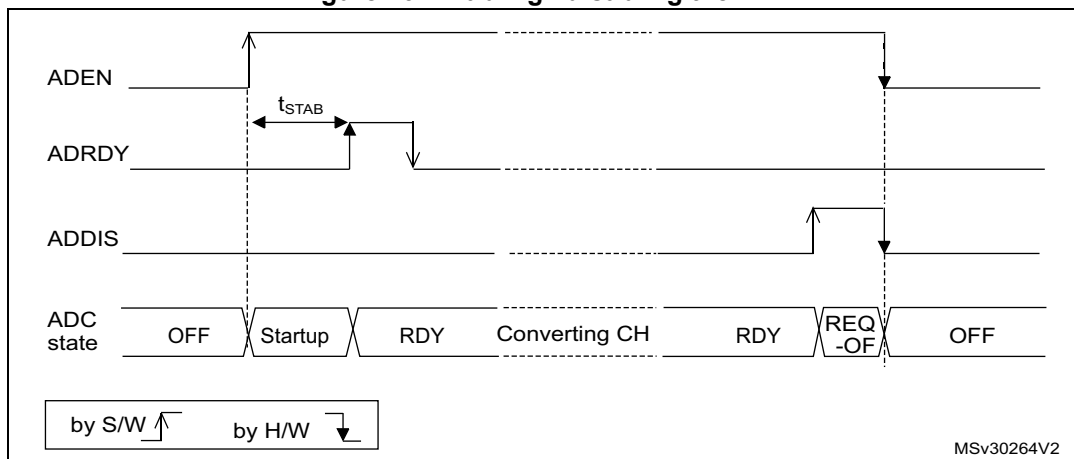 ADEN
tSTAB
ADRDY
ADDIS
ADC
state
OFF
Startup
RDY
Converting CH
RDY
REQ
-OF
OFF
by S/W
by H/W
MSv30264V2